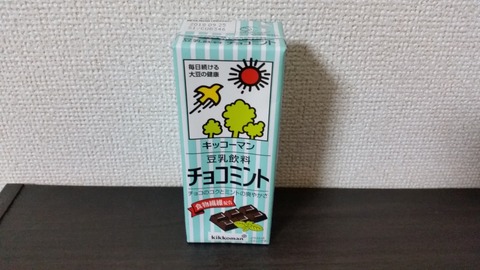 毎日続ける
大豆の健康
キッコーマン
豆乳飲料
チョコミント
チョコのコクとミントの爽やかさ
食物繊維配合
kikkoman